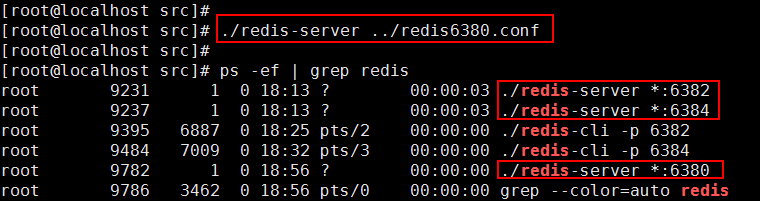 [root@localhost src]#
[root@localhost src]# ./redis-server ../redis6380.conf
[root@localhost src]#
[root@localhost src]# ps -ef | grep redis
root 9231 1 0 18:13 ? 00:00:03 ./redis-server *:6382
root 9237 1 0 18:13 ? 00:00:03 ./redis-server *:6384
root 9395 6887 0 18:25 pts/2 00:00:00 ./redis-cli -p 6382
root 9484 7009 0 18:32 pts/3 00:00:00 ./redis-cli -p 6384
root 9782 1 0 18:56 ? 00:00:00 ./redis-server *:6380
root 9786 3462 0 18:56 pts/0 00:00:00 grep --color=auto redis